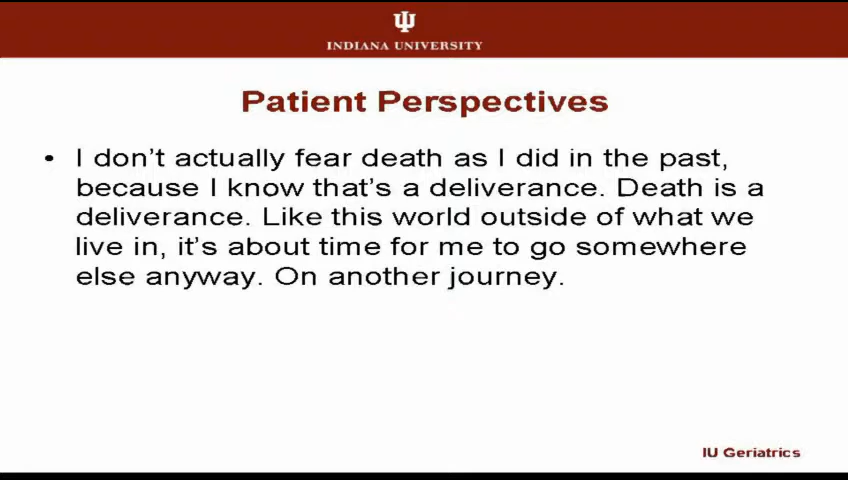 INDIANA UNIVERSITY
Patient Perspectives
• I don't actually fear death as I did in the past,
because I know that's a deliverance. Death is a
deliverance. Like this world outside of what we
live in, it's about time for me to go somewhere
else anyway. On another journey.
IU Geriatrics